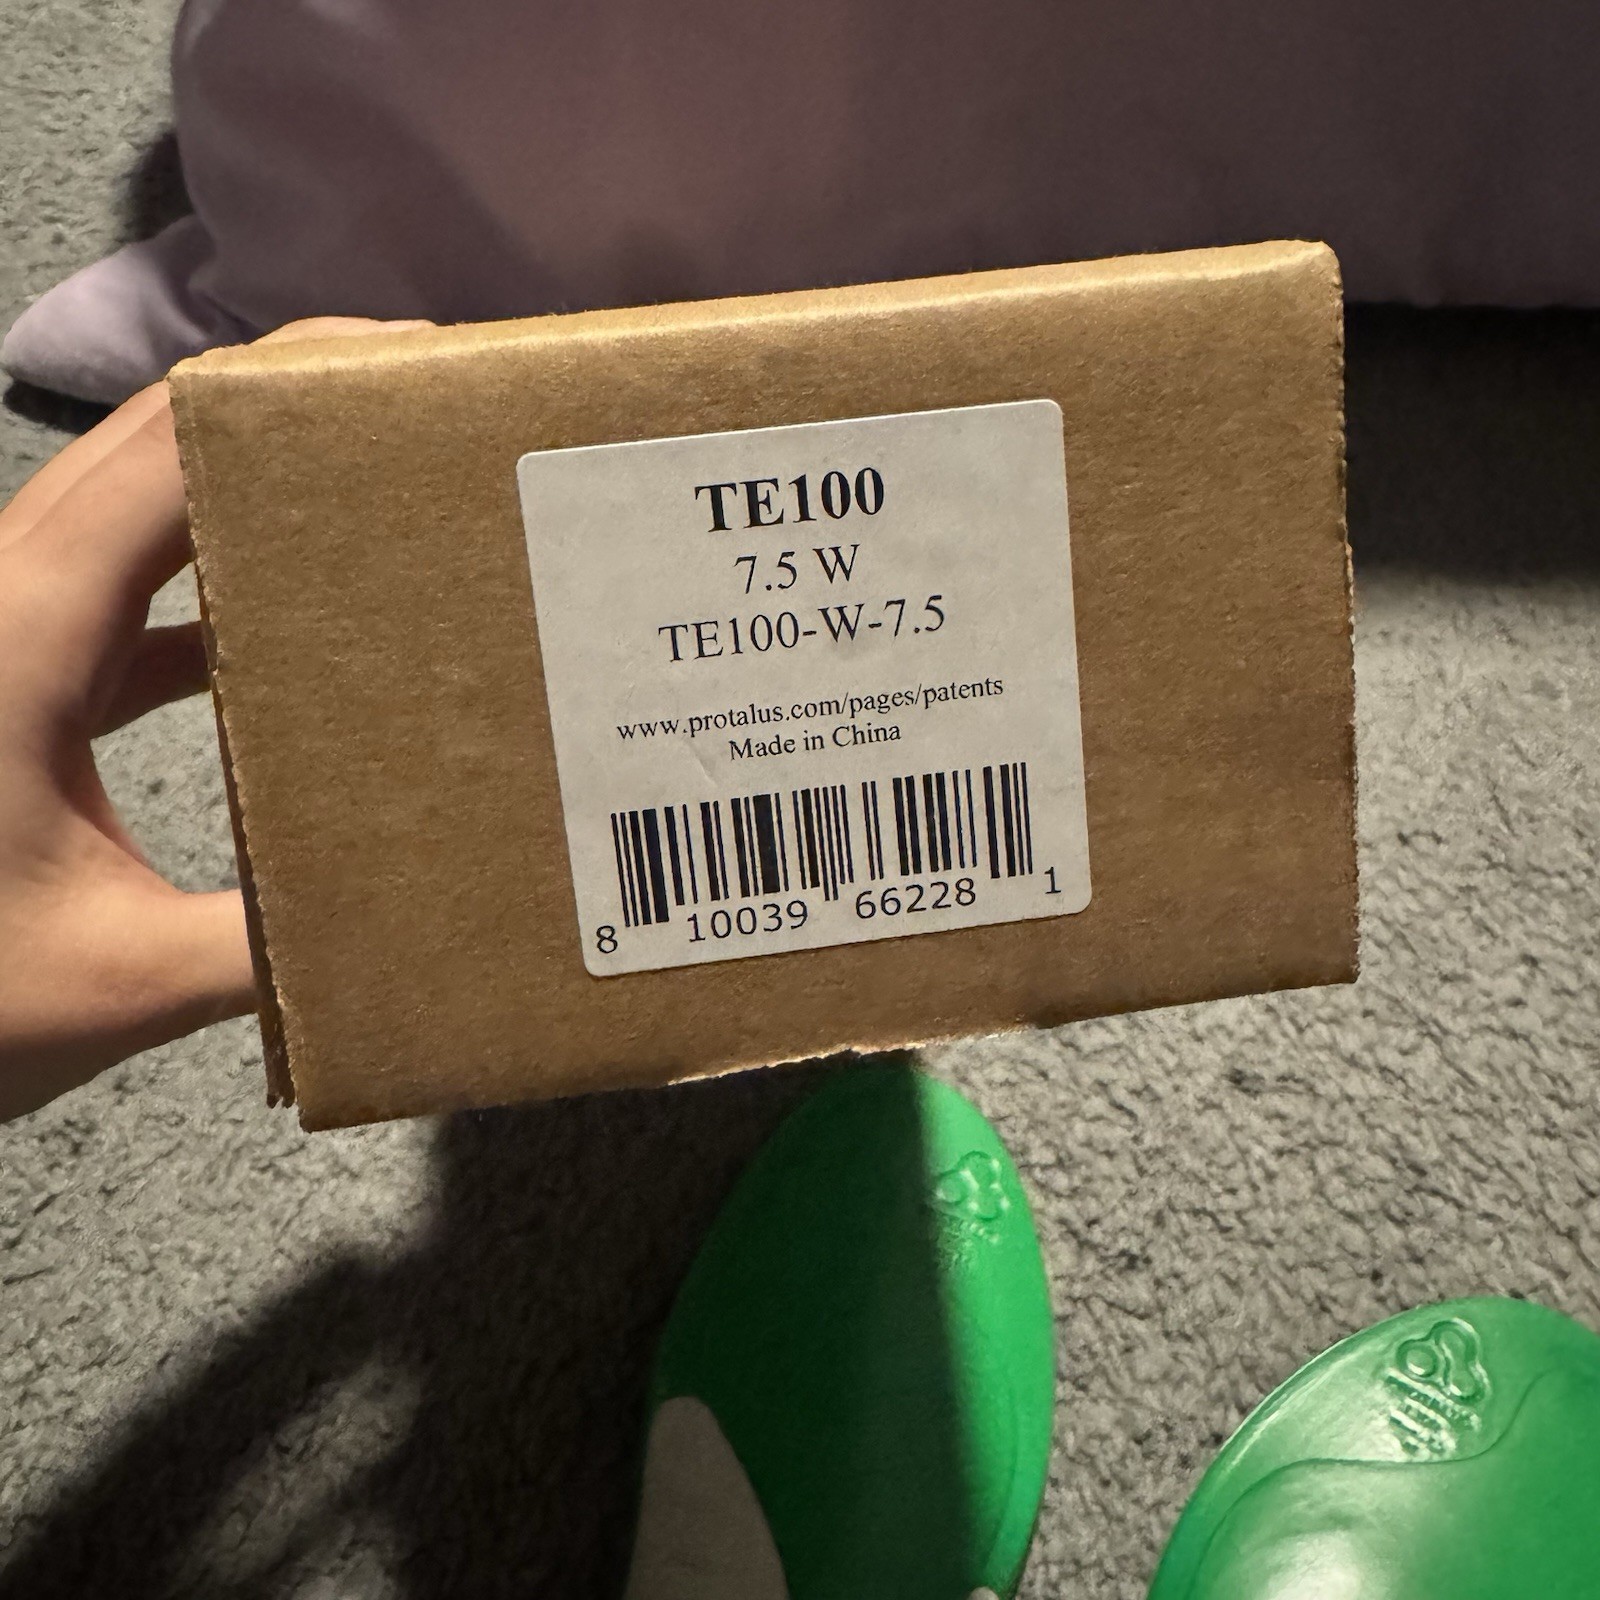 TE100
7.5 W
TE100-W-7.5
www.protalus.com/pages/patents
Made in China
8 10039 66228 1